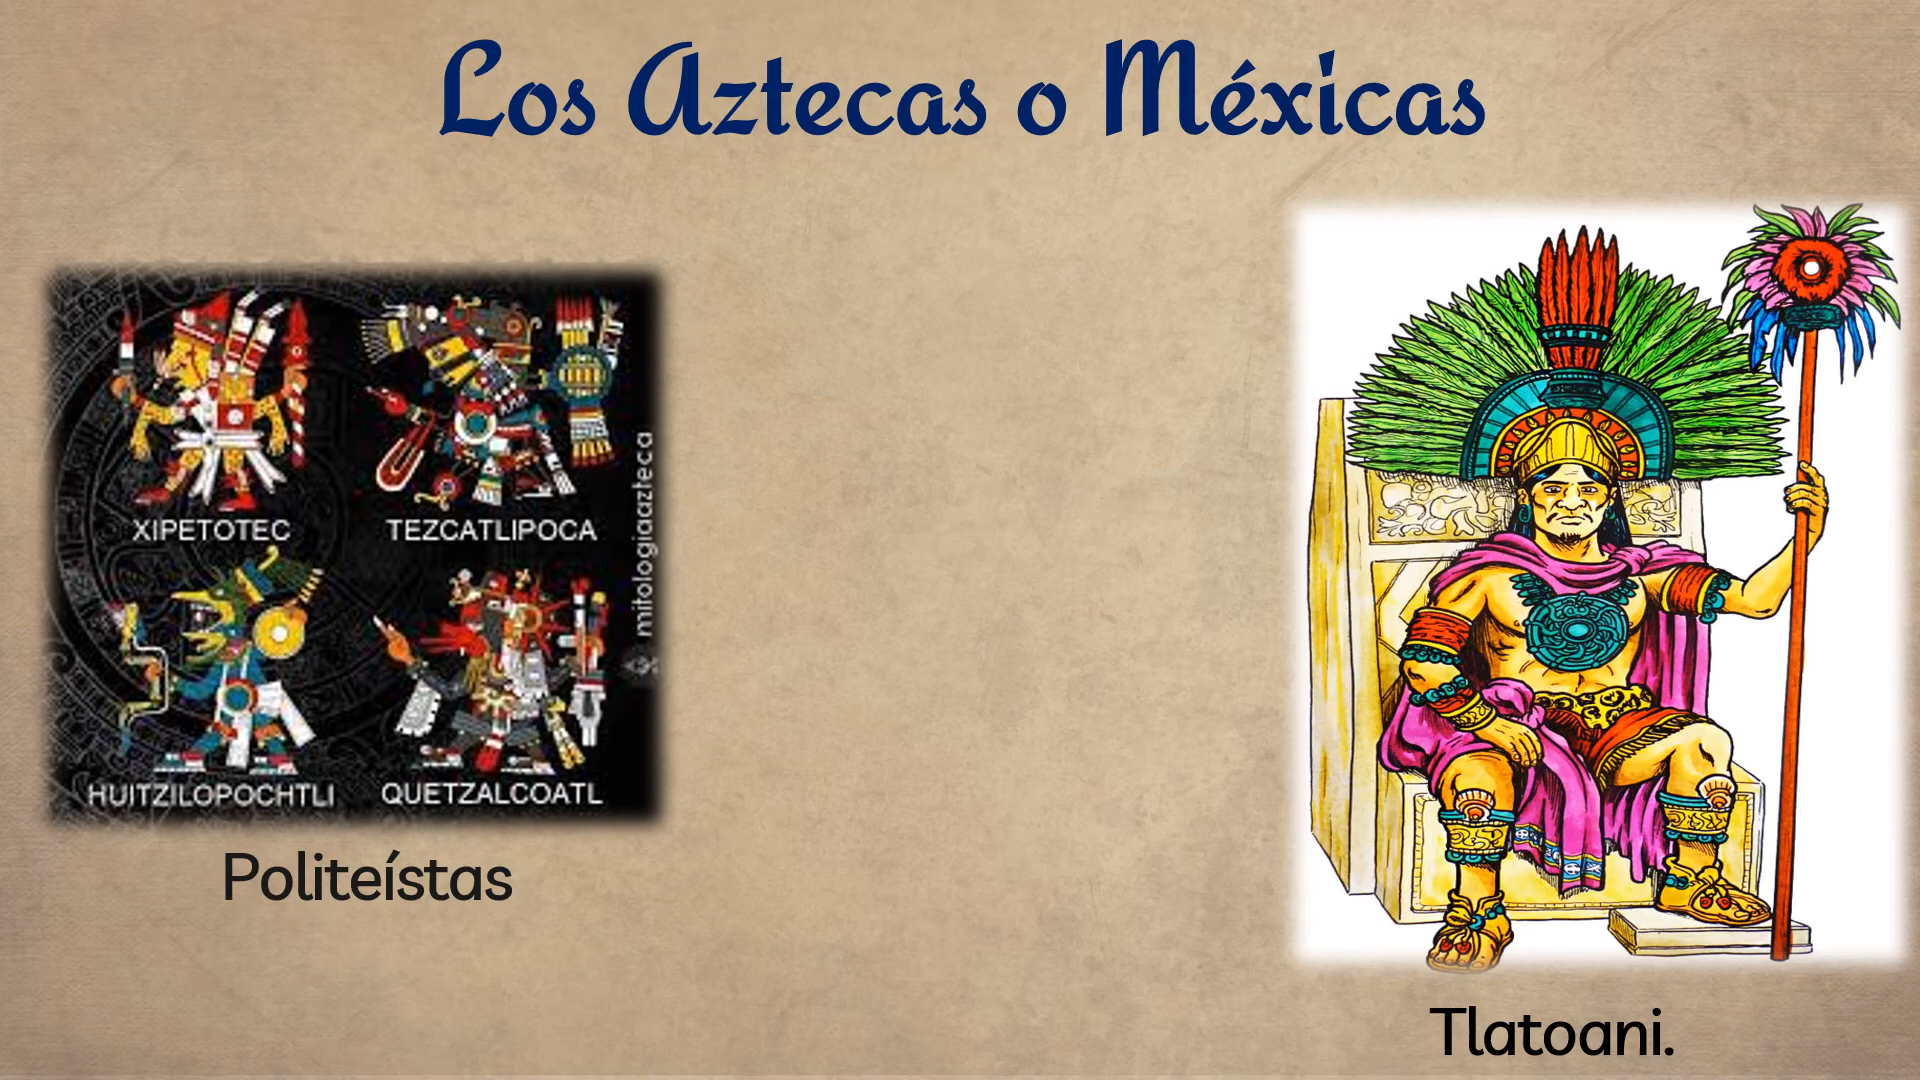 Los Aztecas o Méxicas
XIPETOTEC
TEZCATLIPOCA
mitologiaazteca
HUITZILOPOCHTLI
QUETZALCOATL
Politeístas
Tlatoani.